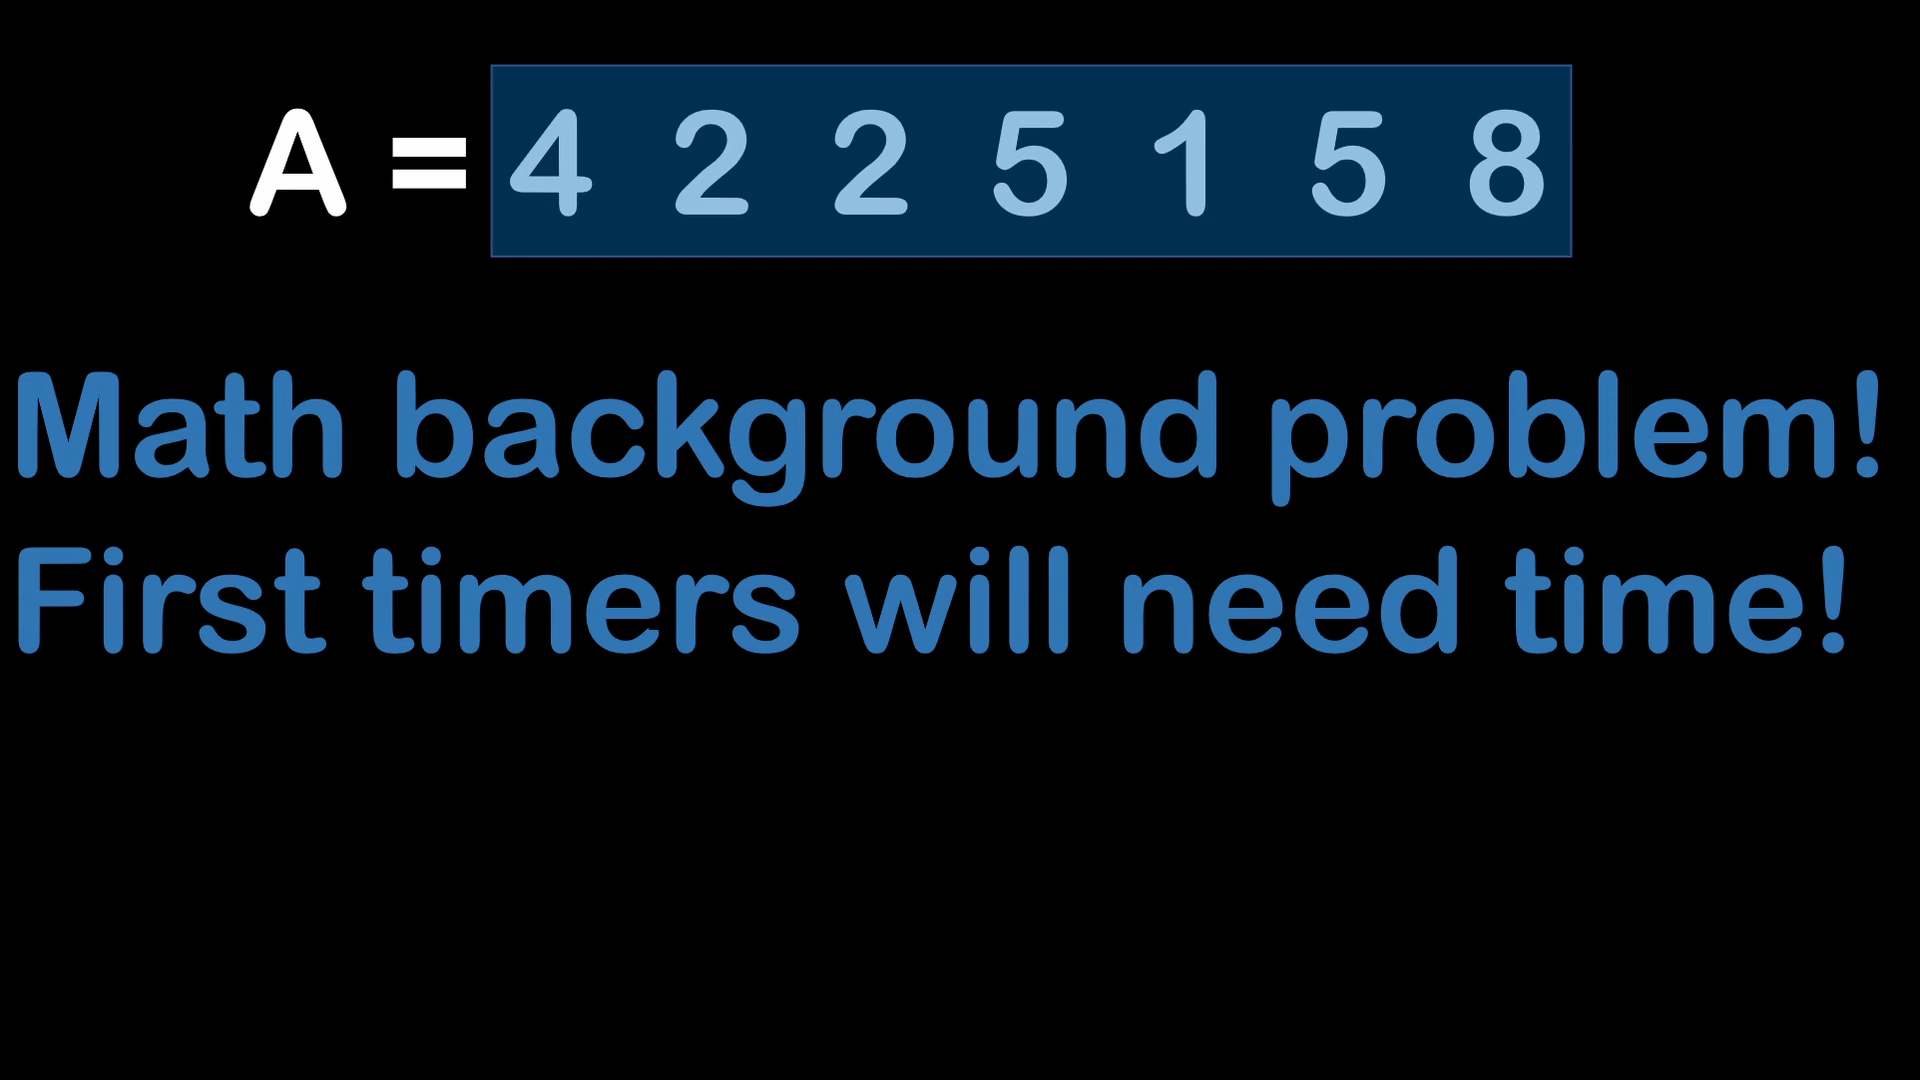 A = 4 2 2 5 1 5 8
Math background problem!
First timers will need time!